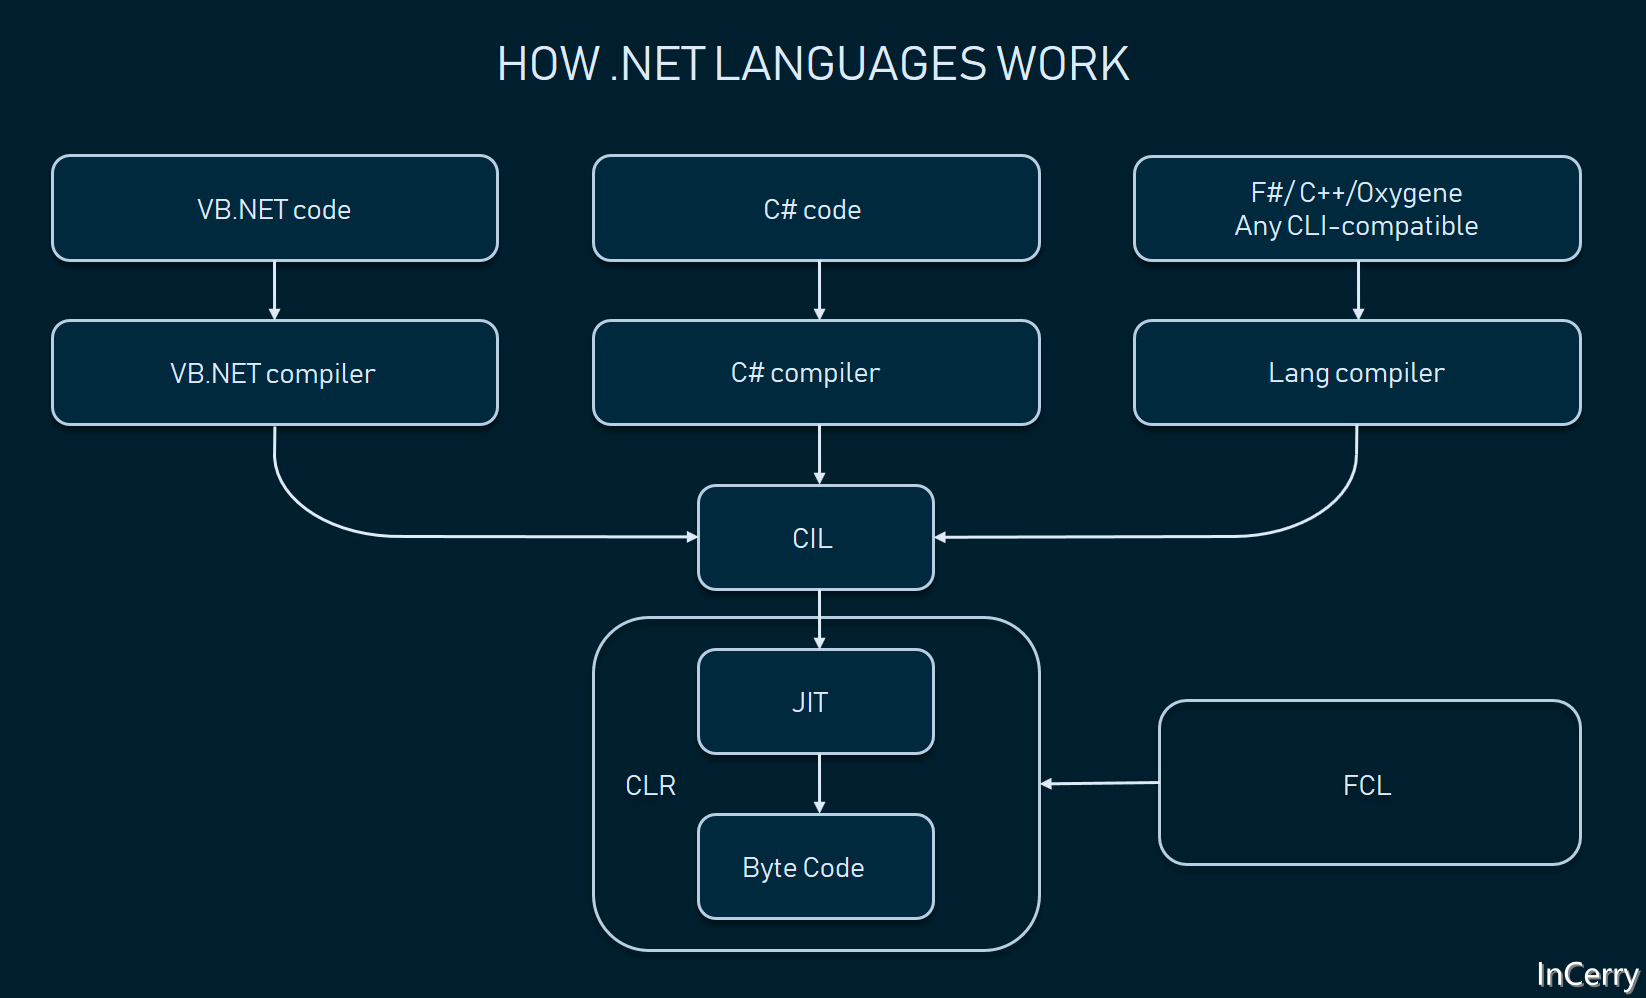 HOW .NET LANGUAGES WORK
VB.NET code
C# code
F#/ C++/Oxygene
Any CLI-compatible
VB.NET compiler
C# compiler
Lang compiler
CIL
JIT
CLR
FCL
Byte Code
InCerry